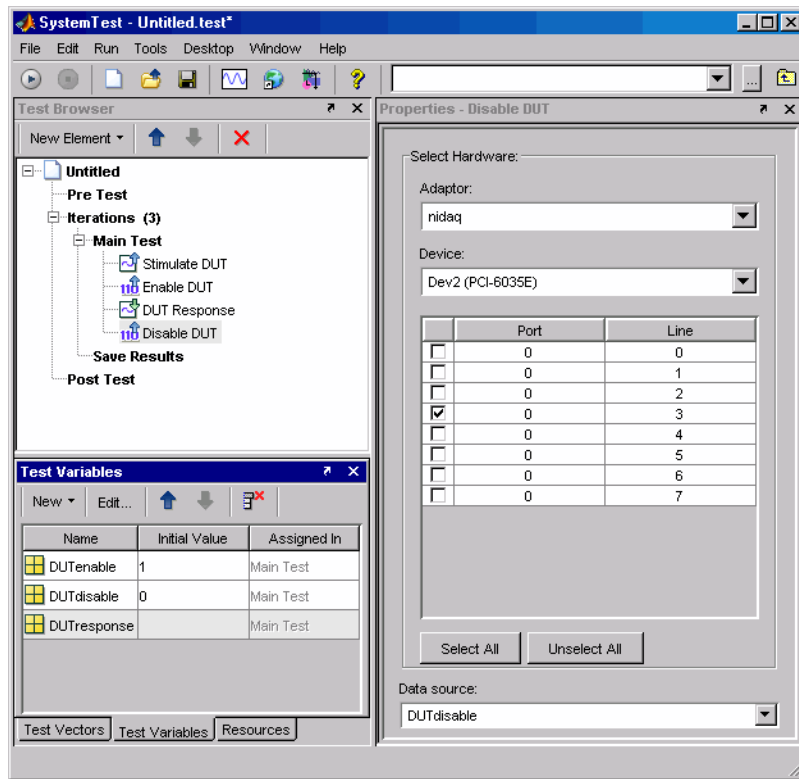 SystemTest - Untitled.test*
File Edit Run Tools Desktop Window Help
...
Test Browser
New Element
Untitled
Pre Test
Iterations (3)
Main Test
Stimulate DUT
Enable DUT
DUT Response
Disable DUT
Save Results
Post Test
Test Variables
New Edit...
Name Initial Value Assigned In
DUTenable 1 Main Test
DUTdisable 0 Main Test
DUTresponse Main Test
Test Vectors Test Variables Resources
Properties - Disable DUT
Select Hardware:
Adaptor:
nidaq
Device:
Dev2 (PCI-6035E)
Port Line
0 0
0 1
0 2
0 3
0 4
0 5
0 6
0 7
Select All Unselect All
Data source:
DUTdisable